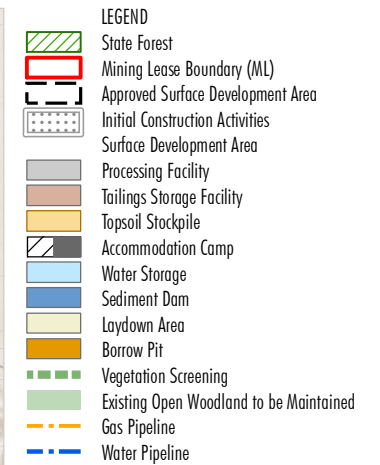 LEGEND
State Forest
Mining Lease Boundary (ML)
Approved Surface Development Area
Initial Construction Activities
Surface Development Area
Processing Facility
Tailings Storage Facility
Topsoil Stockpile
Accommodation Camp
Water Storage
Sediment Dam
Laydown Area
Borrow Pit
Vegetation Screening
Existing Open Woodland to be Maintained
Gas Pipeline
Water Pipeline